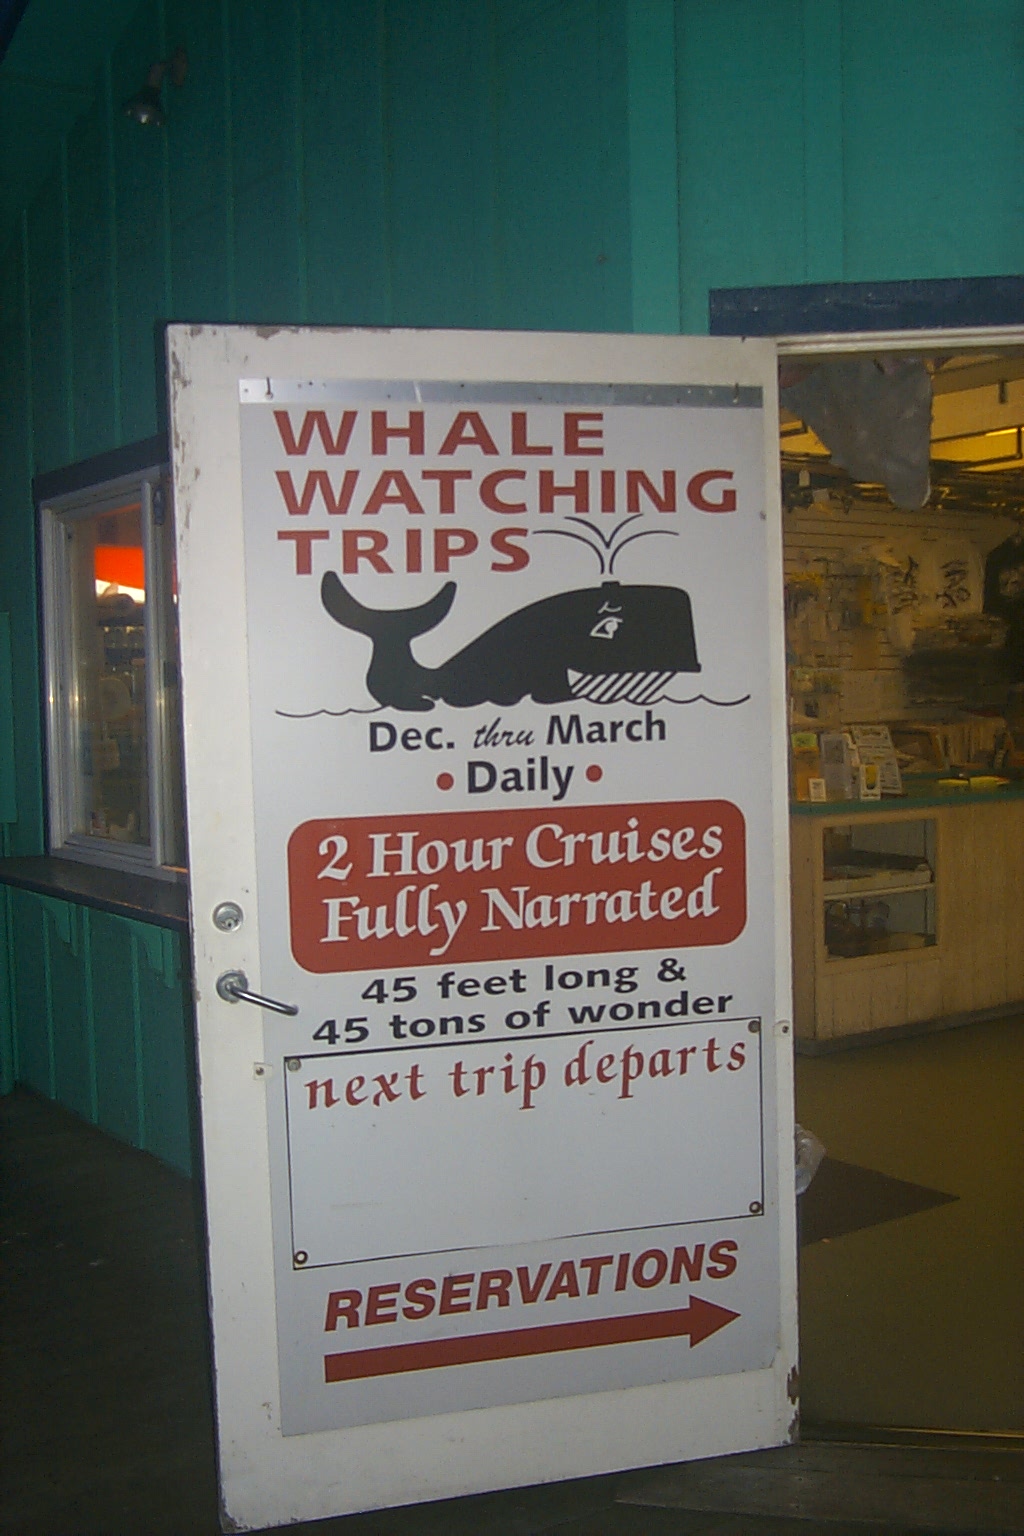 WHALE
WATCHING
TRIPS
Dec. thru March
• Daily •
2 Hour Cruises
Fully Narrated
45 feet long &
45 tons of wonder
next trip departs
RESERVATIONS